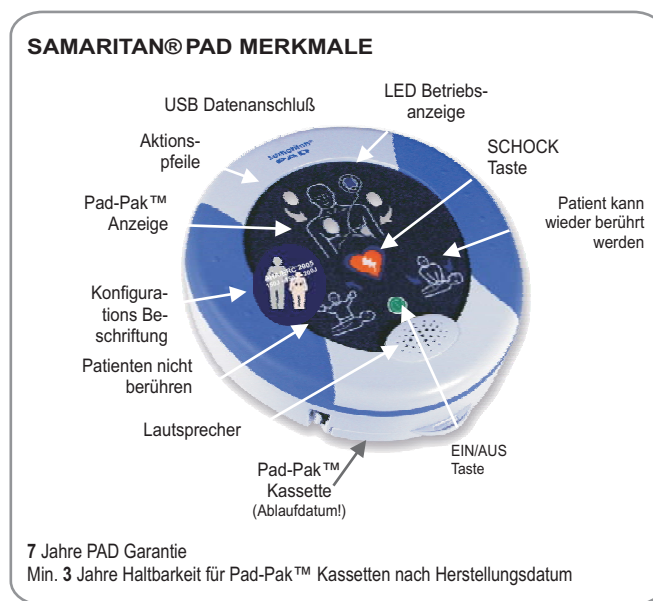 SAMARITAN® PAD MERKMALE
USB Datenanschluß
LED Betriebs-
anzeige
Aktions-
pfeile
SCHOCK
Taste
Pad-Pak™
Anzeige
Patient kann
wieder berührt
werden
samaritan®
PAD
Konfigura-
tions Be-
schriftung
Patienten nicht
berühren
Lautsprecher
EIN/AUS
Taste
Pad-Pak™
Kassette
(Ablaufdatum!)
7 Jahre PAD Garantie
Min. 3 Jahre Haltbarkeit für Pad-Pak™ Kassetten nach Herstellungsdatum